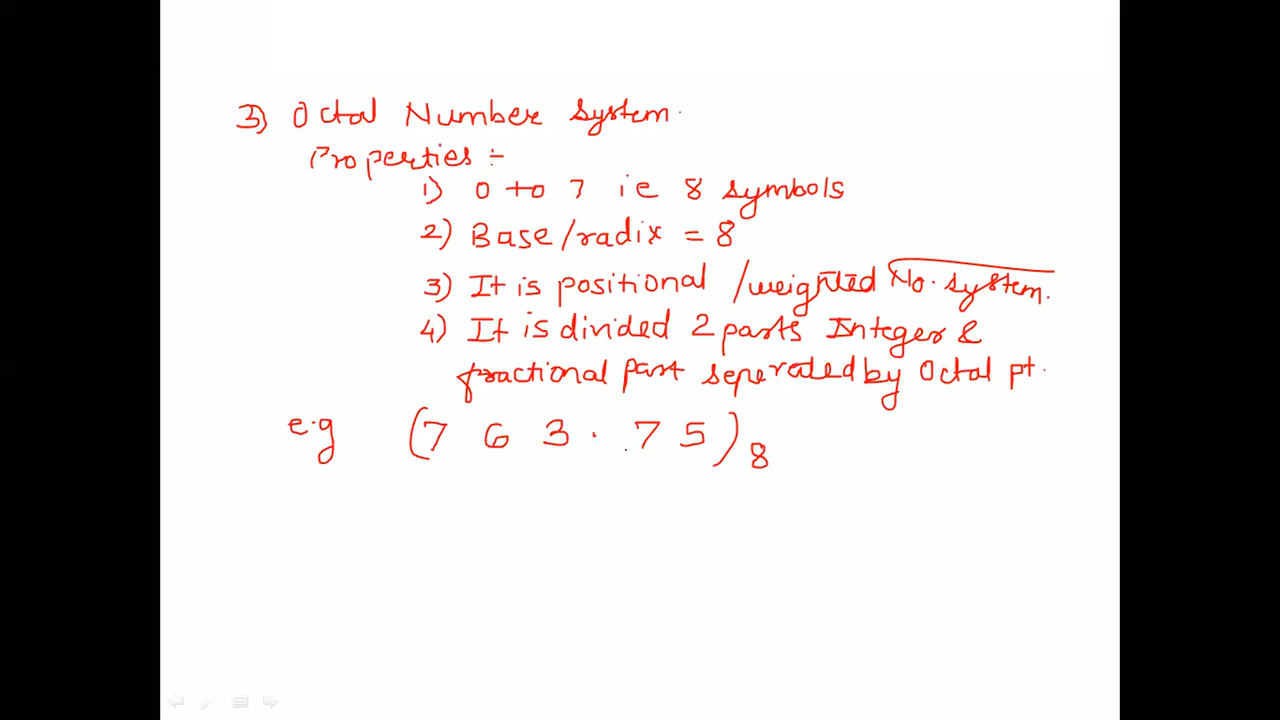 3) Octal Number System.
Properties :-
1) 0 to 7 ie 8 symbols
2) Base/radix = 8
3) It is positional /weighted No. system.
4) It is divided 2 parts Integer &
fractional part seperated by Octal pt.
e.g (7 6 3 . 7 5)8